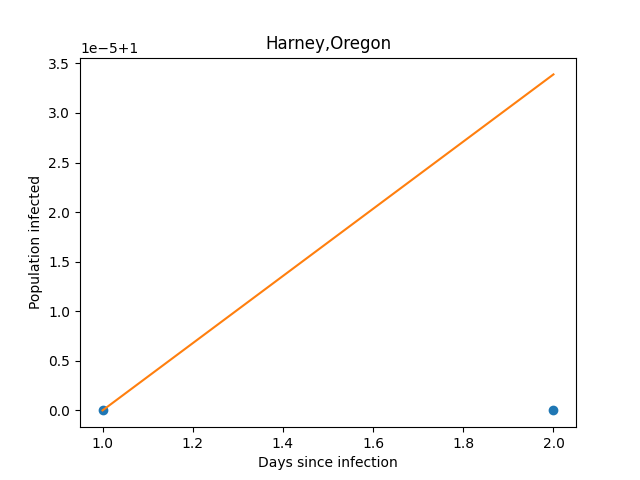 Harney,Oregon
1e−5+1
3.5
3.0
2.5
2.0
1.5
1.0
0.5
0.0
Population infected
1.0 1.2 1.4 1.6 1.8 2.0
Days since infection